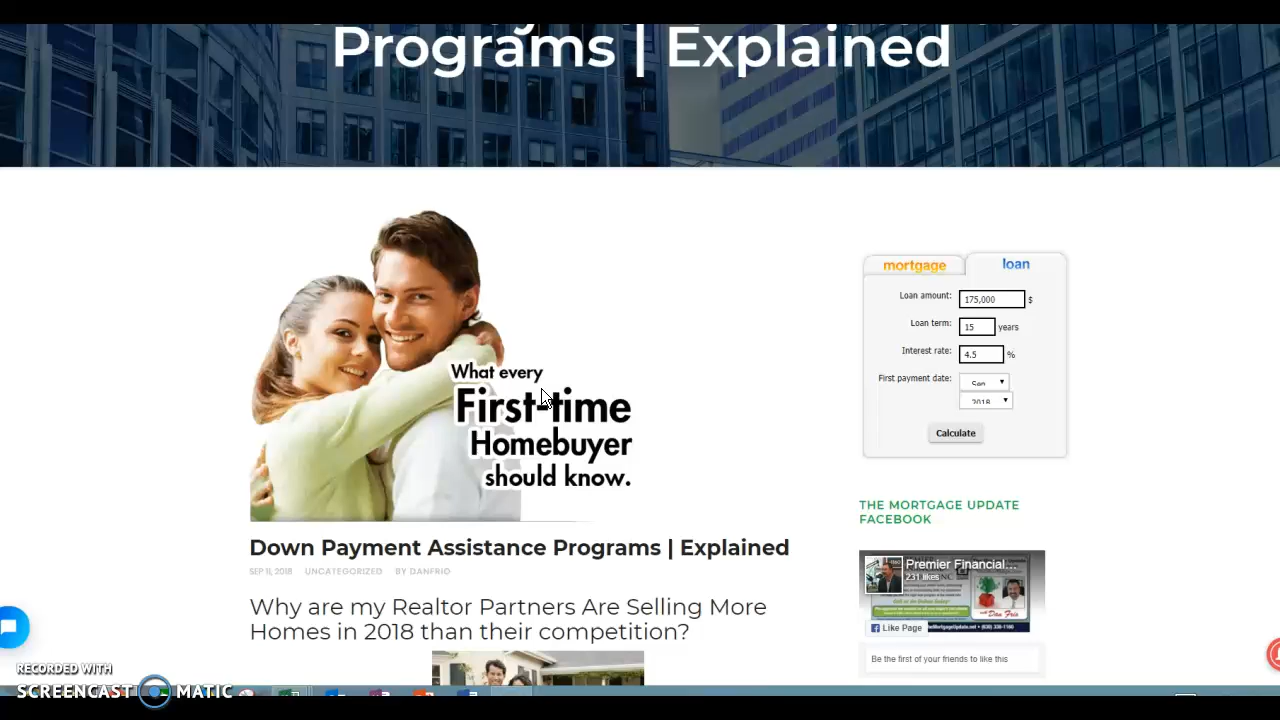 Programs | Explained
What every
First-time
Homebuyer
should know.
mortgage
loan
Loan amount: 175,000 $
Loan term: 15 years
Interest rate: 4.5 %
First payment date: Sep
2018
Calculate
Down Payment Assistance Programs | Explained
SEP 11, 2018 UNCATEGORIZED BY DANFRIO
Why are my Realtor Partners Are Selling More
Homes in 2018 than their competition?
THE MORTGAGE UPDATE
FACEBOOK
Premier Financial...
231 likes
Like Page
Be the first of your friends to like this
RECORDED WITH
SCREENCAST MATIC